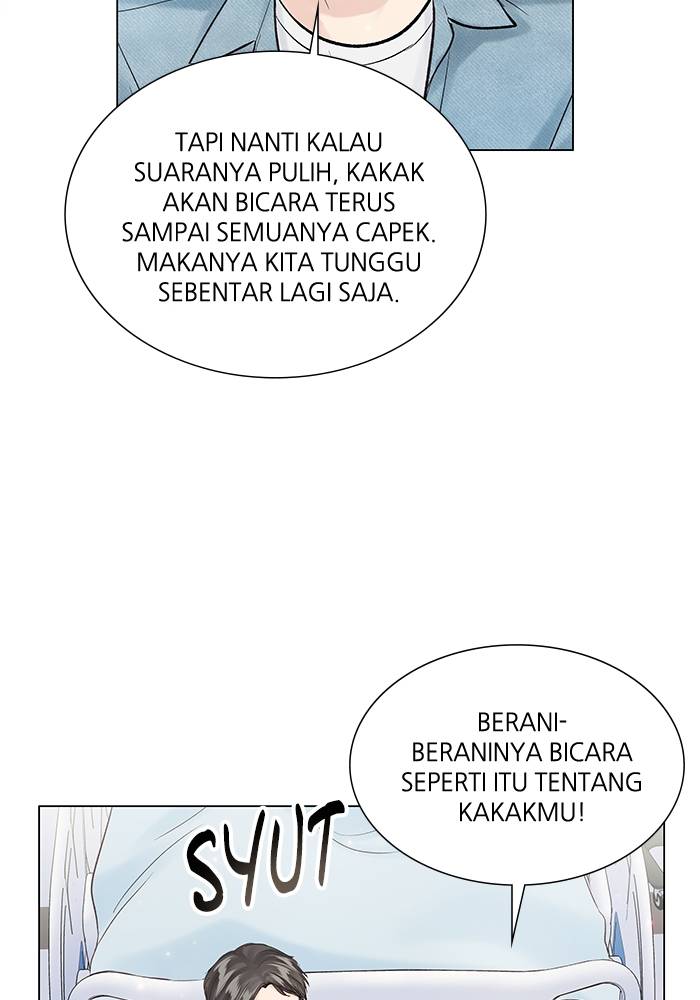 TAPI NANTI KALAU
SUARANYA PULIH, KAKAK
AKAN BICARA TERUS
SAMPAI SEMUANYA CAPEK.
MAKANYA KITA TUNGGU
SEBENTAR LAGI SAJA.
BERANI-
BERANINYA BICARA
SEPERTI ITU TENTANG
KAKAKMU!
SYUT